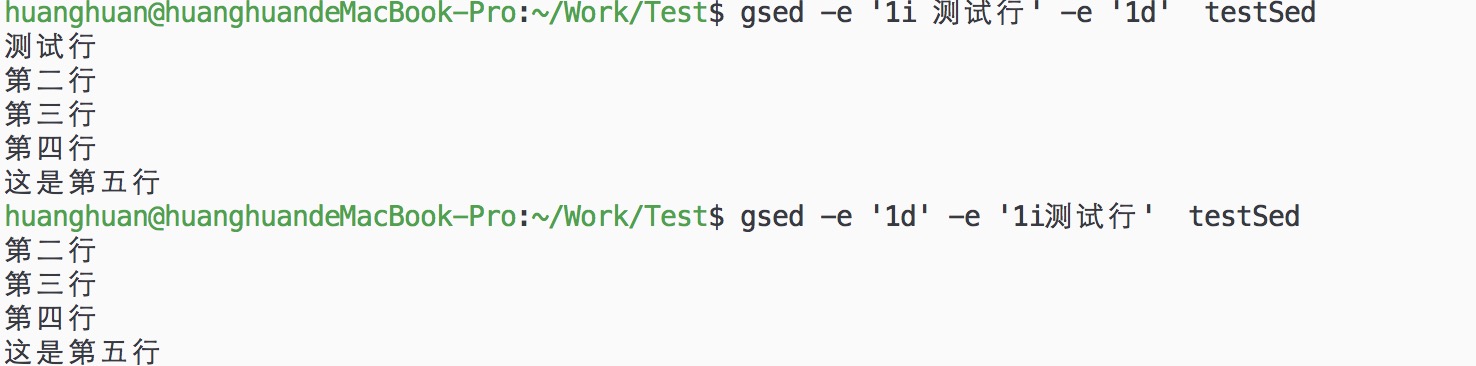 huanghuan@huanghuandeMacBook-Pro:~/Work/Test$ gsed -e '1i 测试行' -e '1d'  testSed
测试行
第二行
第三行
第四行
这是第五行
huanghuan@huanghuandeMacBook-Pro:~/Work/Test$ gsed -e '1d' -e '1i测试行'  testSed
第二行
第三行
第四行
这是第五行